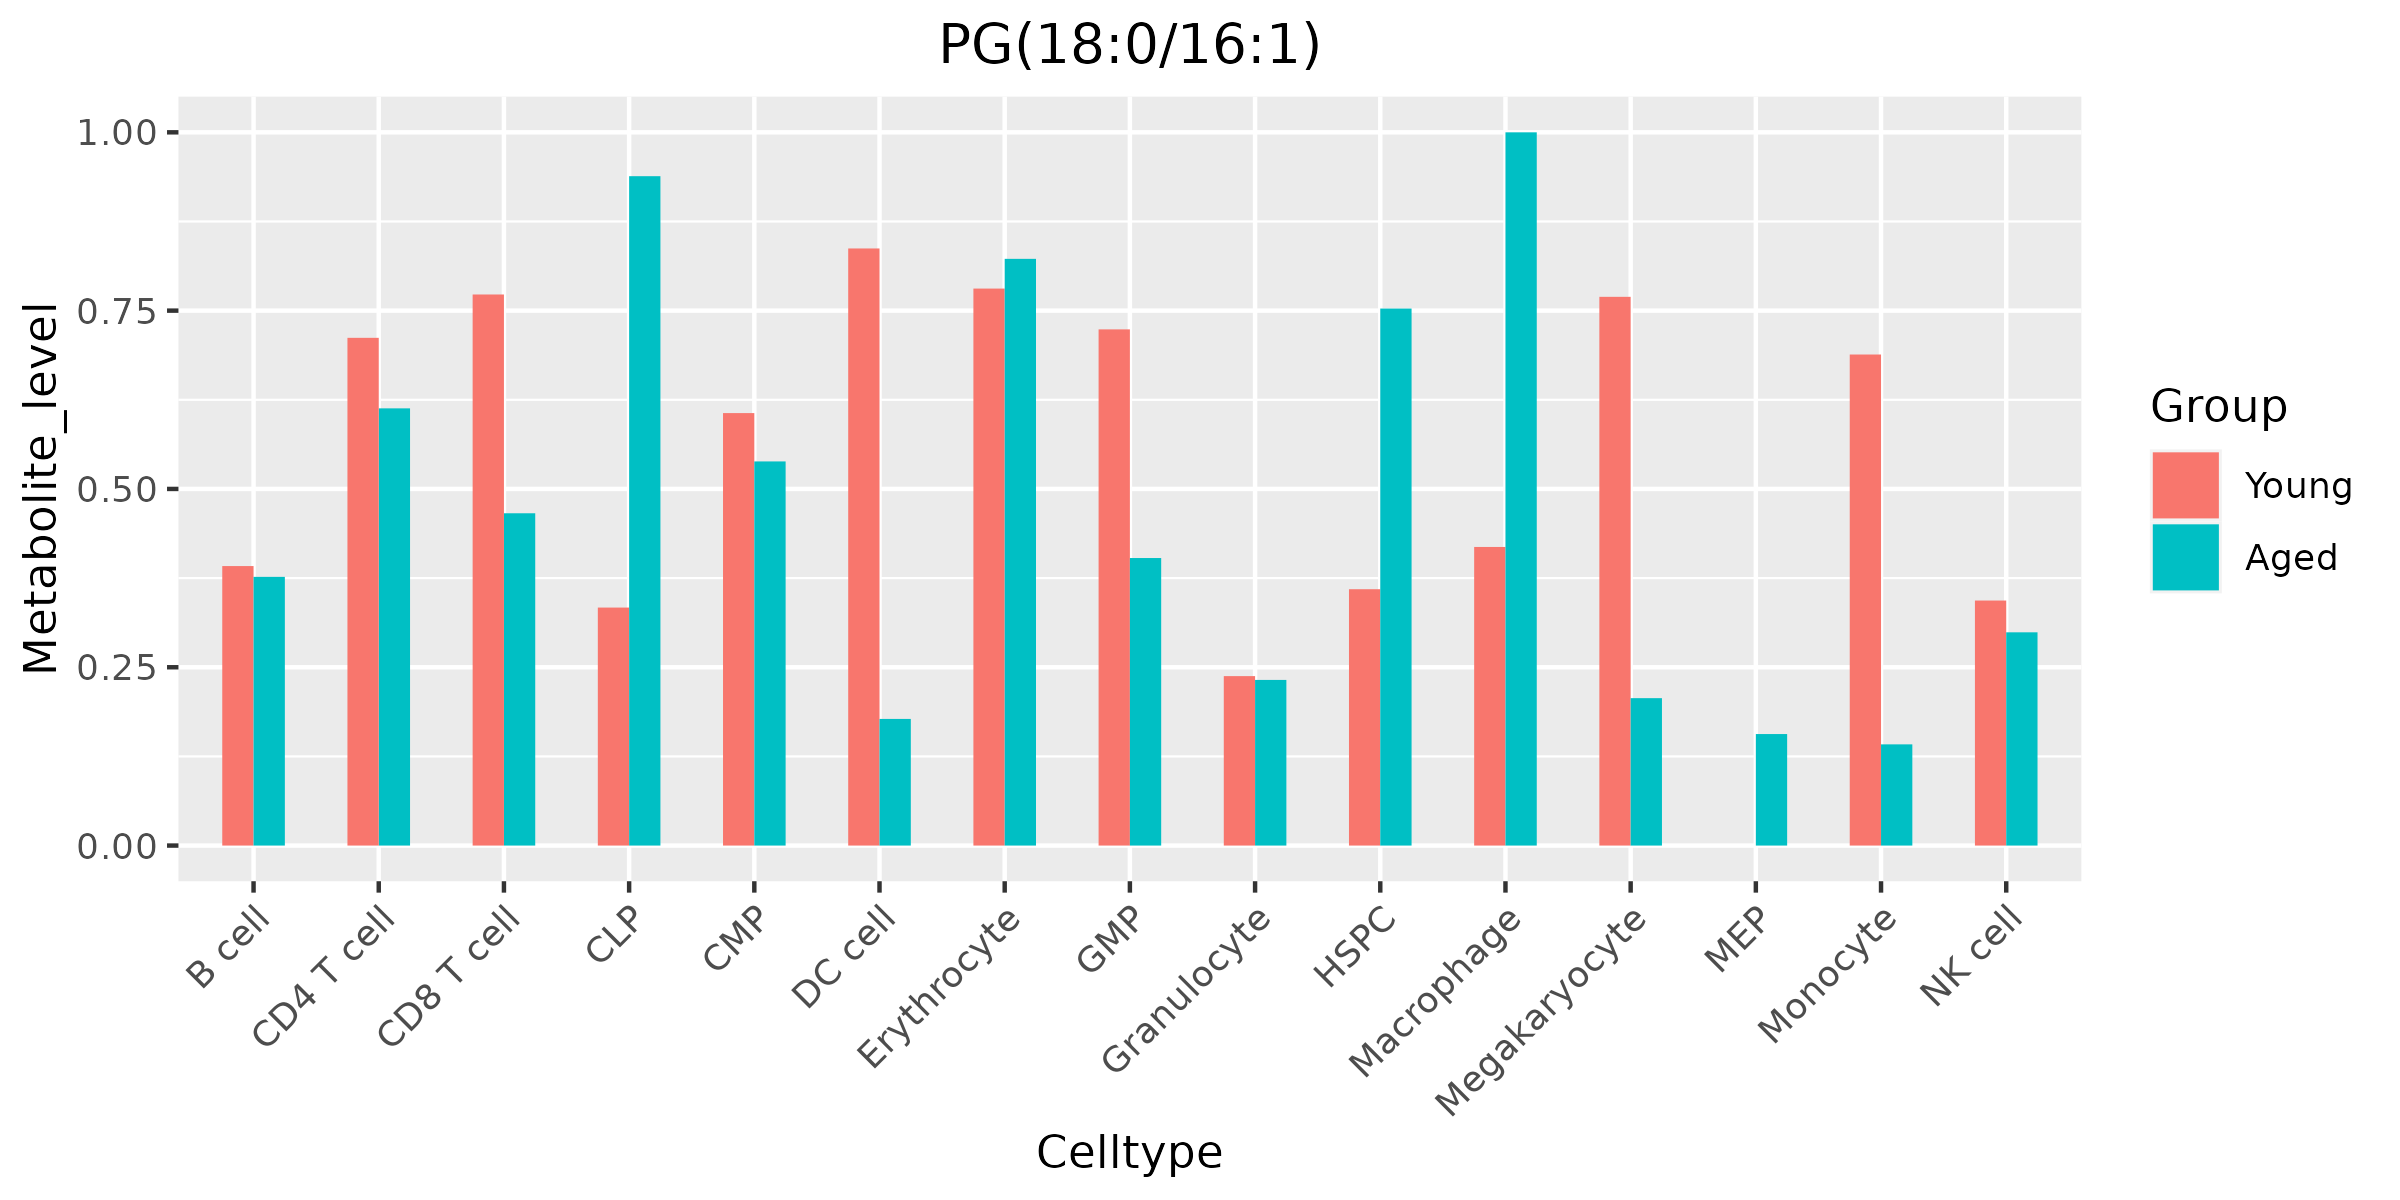 PG(18:0/16:1)
Metabolite_level
1.00
0.75
0.50
0.25
0.00
B cell
CD4 T cell
CD8 T cell
CLP
CMP
DC cell
Erythrocyte
GMP
Granulocyte
HSPC
Macrophage
Megakaryocyte
MEP
Monocyte
NK cell
Celltype
Group
Young
Aged